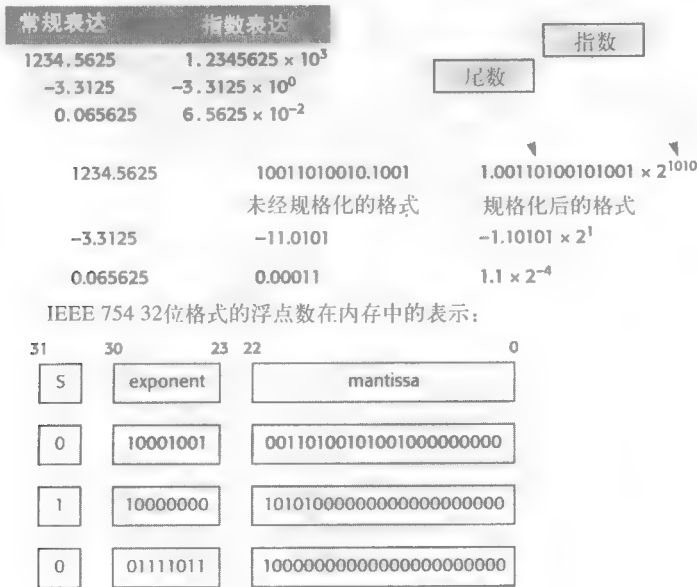 常规表达 指数表达
1234.5625 1.2345625 × 10³
-3.3125 -3.3125 × 10⁰
0.065625 6.5625 × 10⁻²
指数
尾数
1234.5625 10011010010.1001 1.00110100101001 × 2¹⁰¹⁰
未经规格化的格式 规格化后的格式
-3.3125 -11.0101 -1.10101 × 2¹
0.065625 0.00011 1.1 × 2⁻⁴
IEEE 754 32位格式的浮点数在内存中的表示:
31 30 23 22 0
S exponent mantissa
0 10001001 00110100101001000000000
1 10000000 10101000000000000000000
0 01111011 10000000000000000000000